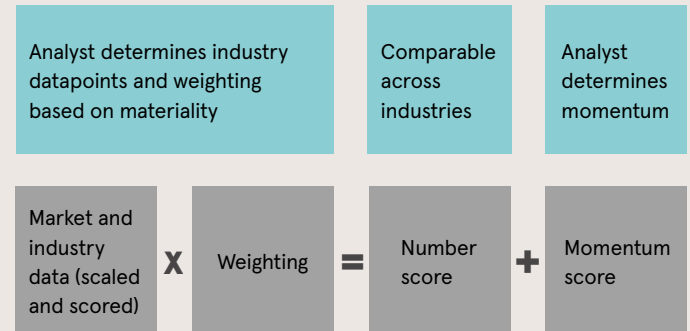 Analyst determines industry
datapoints and weighting
based on materiality
Comparable
across
industries
Analyst
determines
momentum
Market and
industry
data (scaled
and scored)
X
Weighting
=
Number
score
+
Momentum
score